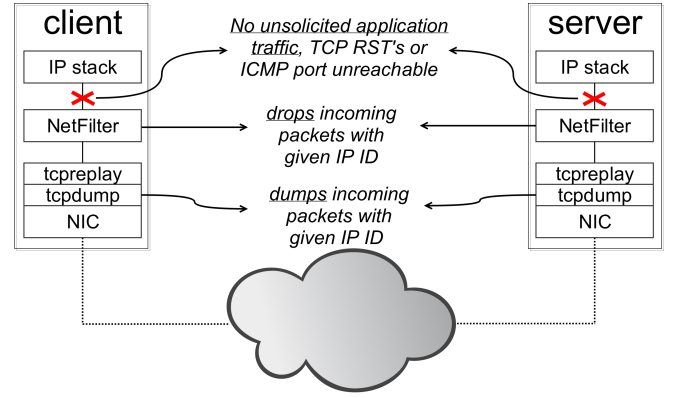 client
server
No unsolicited application
traffic, TCP RST's or
ICMP port unreachable
IP stack
IP stack
NetFilter
drops incoming
packets with
given IP ID
NetFilter
tcpreplay
tcpdump
NIC
dumps incoming
packets with
given IP ID
tcpreplay
tcpdump
NIC